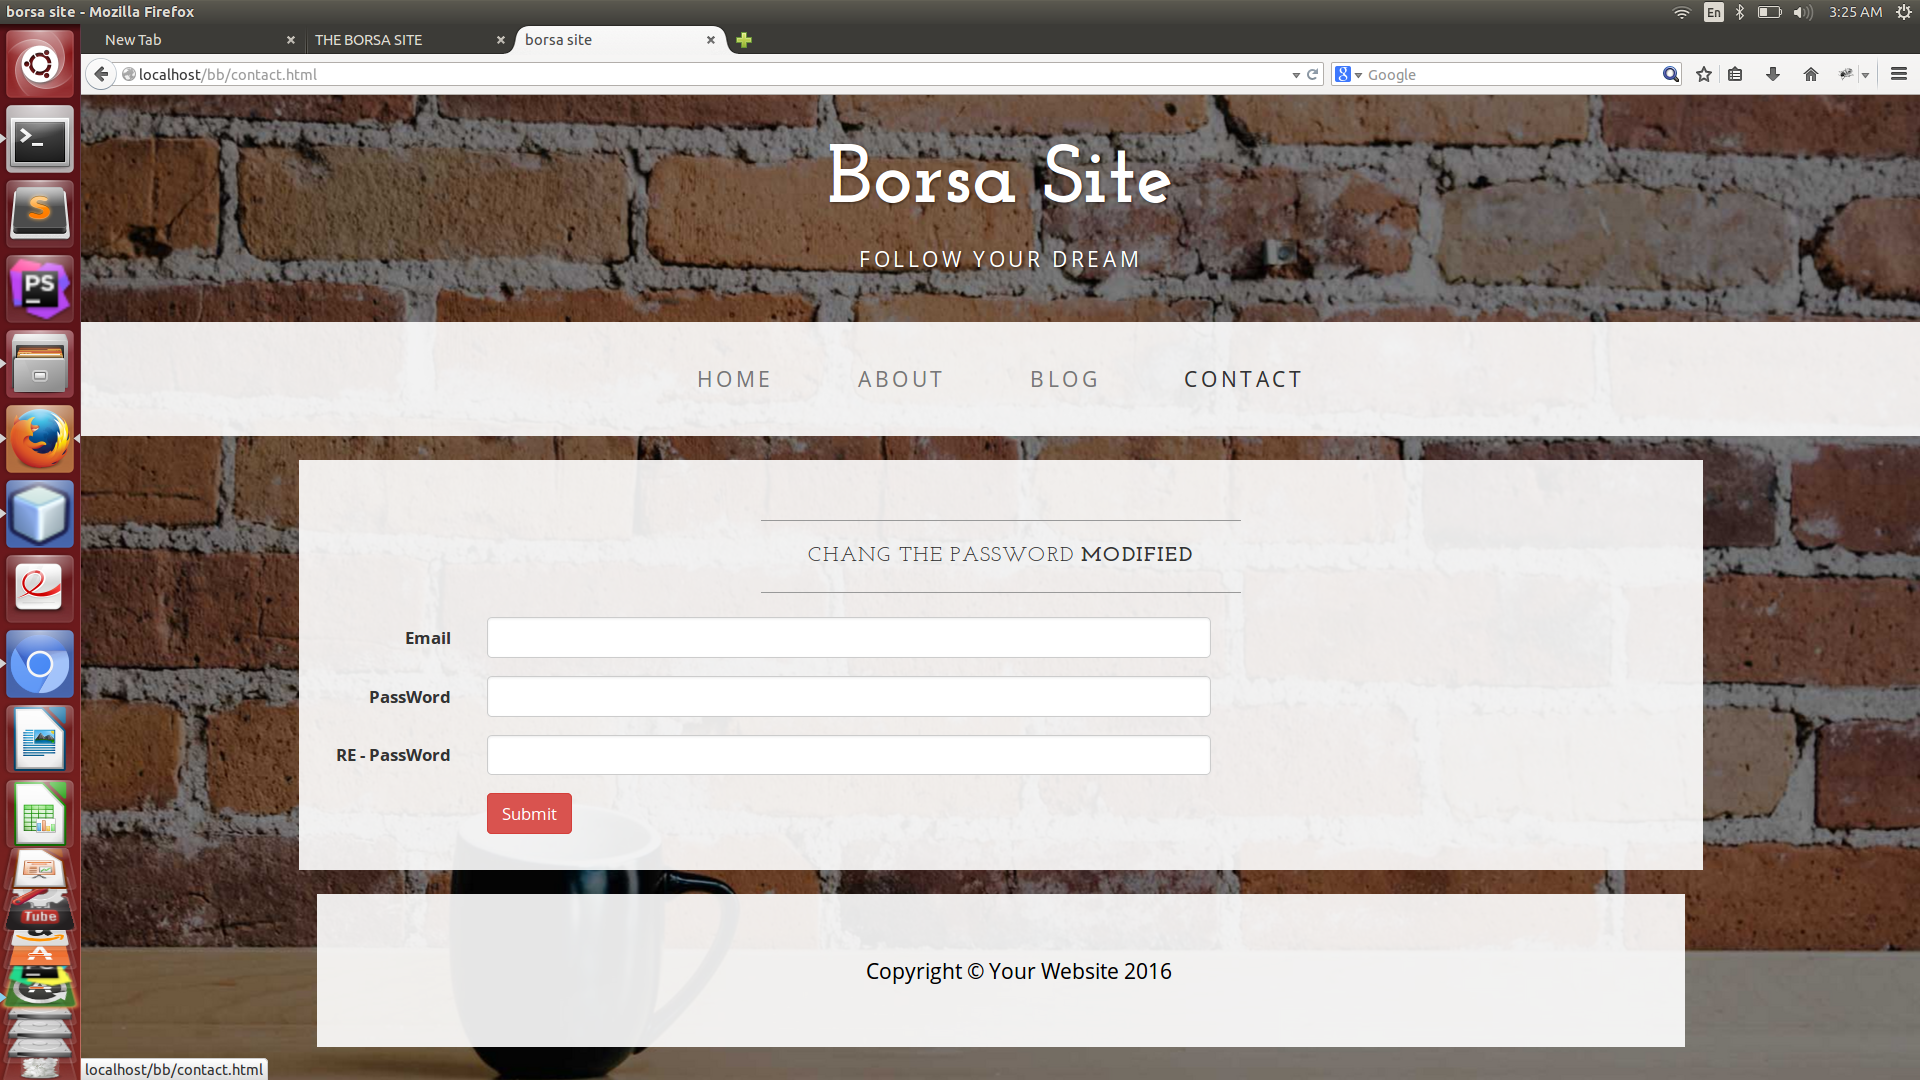 borsa site - Mozilla Firefox
En
3:25 AM
New Tab
THE BORSA SITE
borsa site
localhost/bb/contact.html
8
Google
Borsa Site
FOLLOW YOUR DREAM
HOME
ABOUT
BLOG
CONTACT
CHANG THE PASSWORD MODIFIED
Email
PassWord
RE - PassWord
Submit
Copyright © Your Website 2016
S
PS
Tube
localhost/bb/contact.html